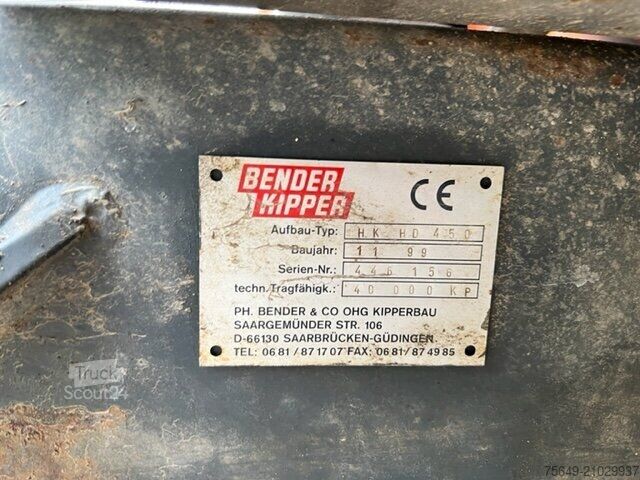 BENDER
KIPPER
CE
Aufbau-Typ: HK HD 450
Baujahr: 11 99
Serien-Nr.: 446 156
techn.Tragfähigk.: 40 000 KP
PH. BENDER & CO OHG KIPPERBAU
SAARGEMÜNDER STR. 106
D-66130 SAARBRÜCKEN-GÜDINGEN
TEL: 06 81 / 87 17 07 FAX: 06 81 / 87 49 85
Truck
Scout24
75649-21029937